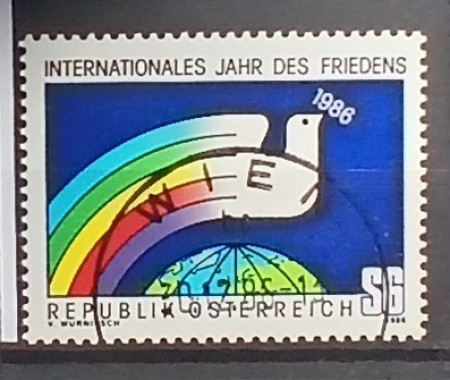 INTERNATIONALES JAHR DES FRIEDENS
1986
WIEN
REPUBLIK ÖSTERREICH S6
V. WURNITSCH 1986